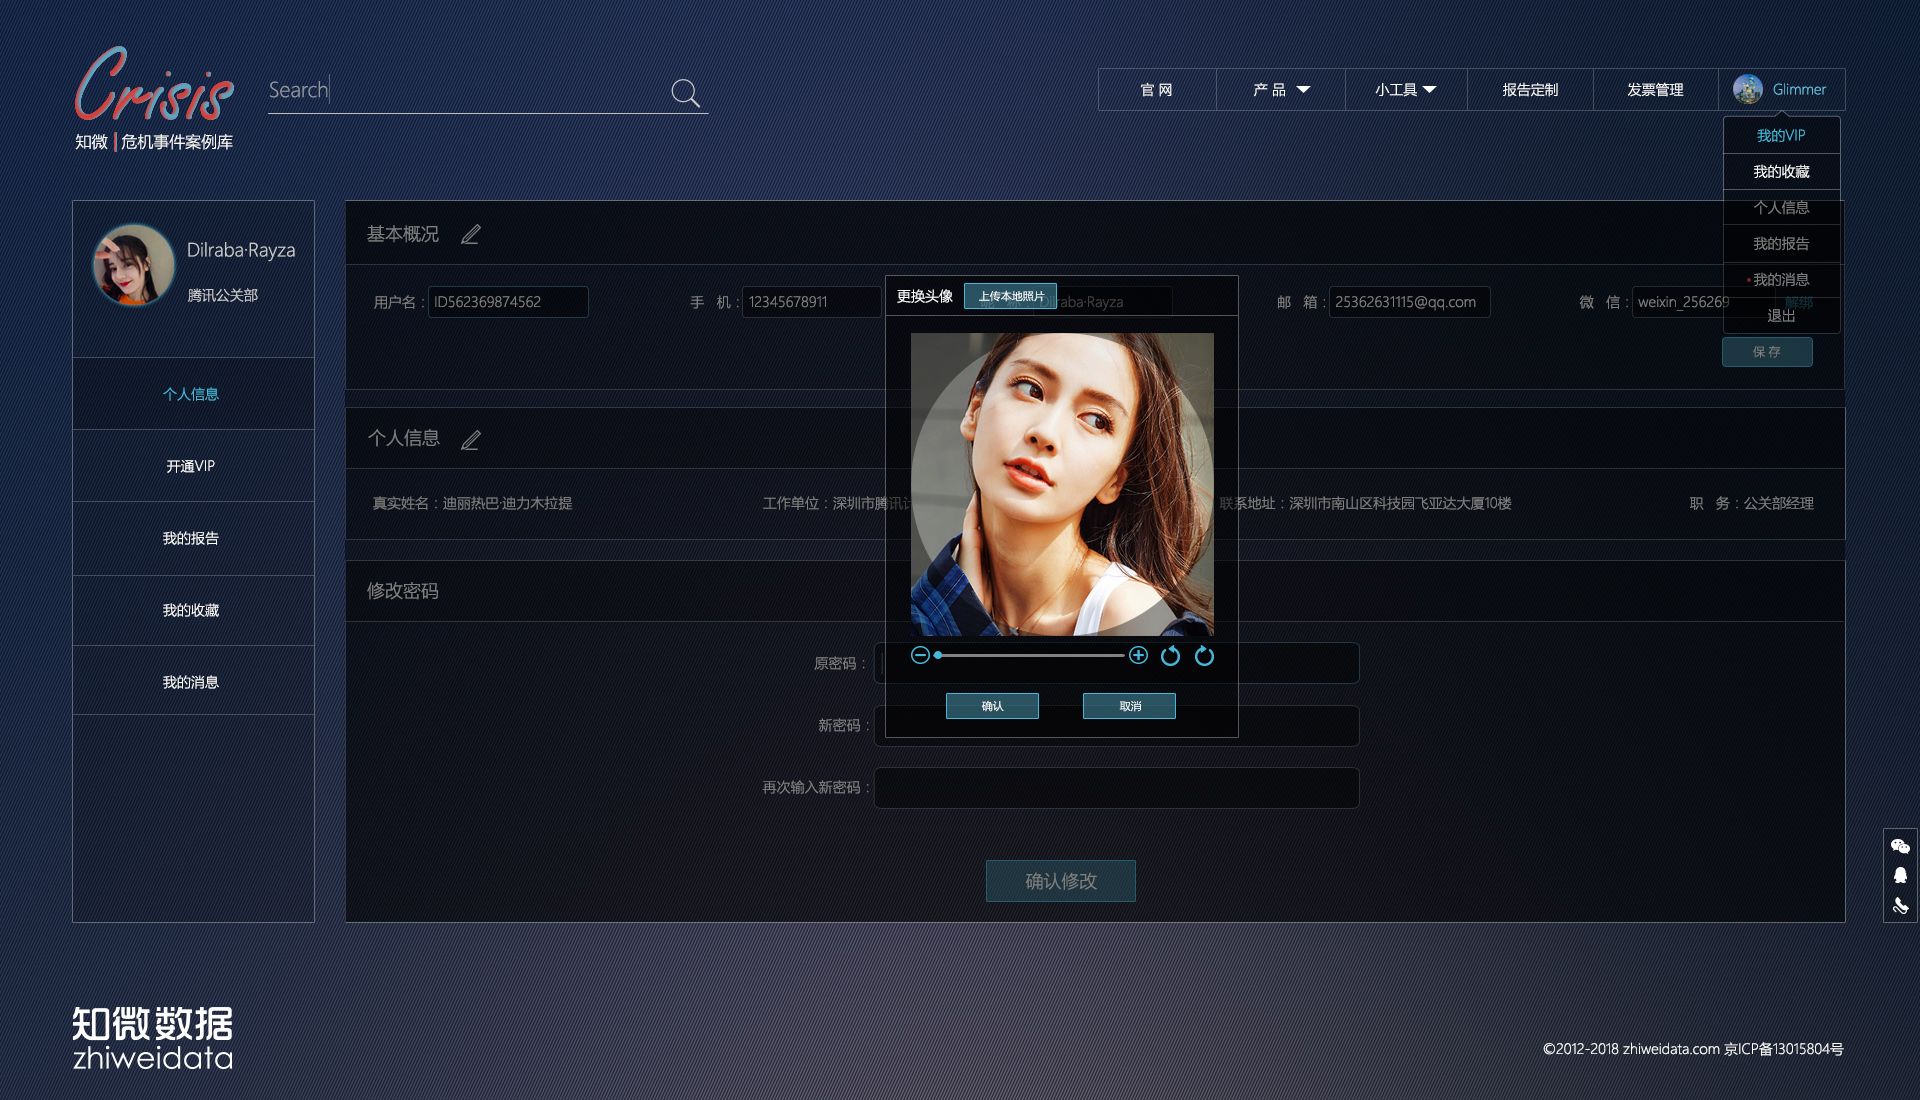 Crisis
知微 | 危机事件案例库
Search
官 网
产 品
小工具
报告定制
发票管理
Glimmer
我的VIP
我的收藏
个人信息
我的报告
我的消息
退出
Dilraba·Rayza
腾讯公关部
个人信息
开通VIP
我的报告
我的收藏
我的消息
基本概况
用户名：ID562369874562
手 机：12345678911
Dilraba·Rayza
邮 箱：25362631115@qq.com
微 信：weixin_256269
解绑
保 存
更换头像
上传本地照片
确认
取消
个人信息
真实姓名：迪丽热巴·迪力木拉提
工作单位：深圳市腾讯计
联系地址：深圳市南山区科技园飞亚达大厦10楼
职 务：公关部经理
修改密码
原密码：
新密码：
再次输入新密码：
确认修改
知微数据
zhiweidata
©2012-2018 zhiweidata.com 京ICP备13015804号